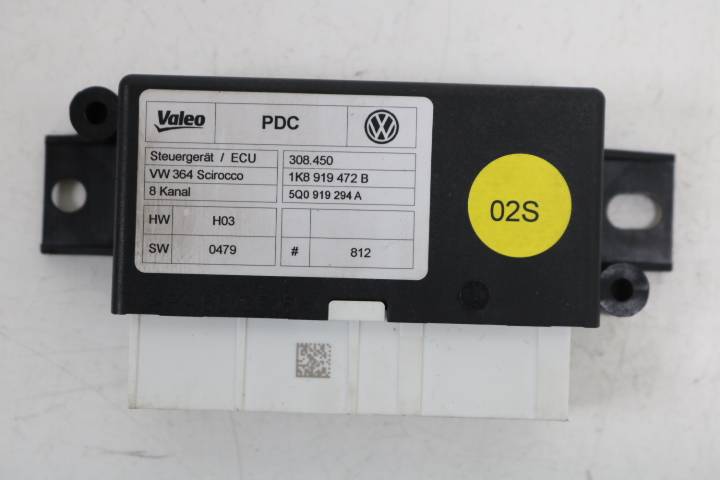 Valeo PDC
Steuergerät / ECU 308.450
VW 364 Scirocco 1K8 919 472 B
8 Kanal 5Q0 919 294 A
HW H03
SW 0479 # 812
02S